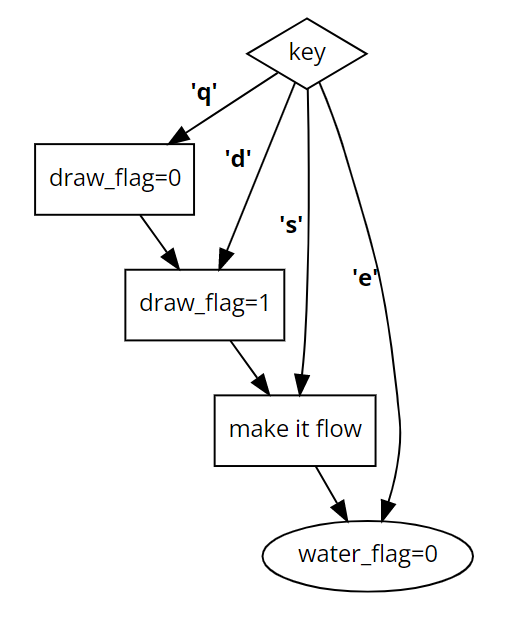 key
'q'
'd'
draw_flag=0
's'
'e'
draw_flag=1
make it flow
water_flag=0